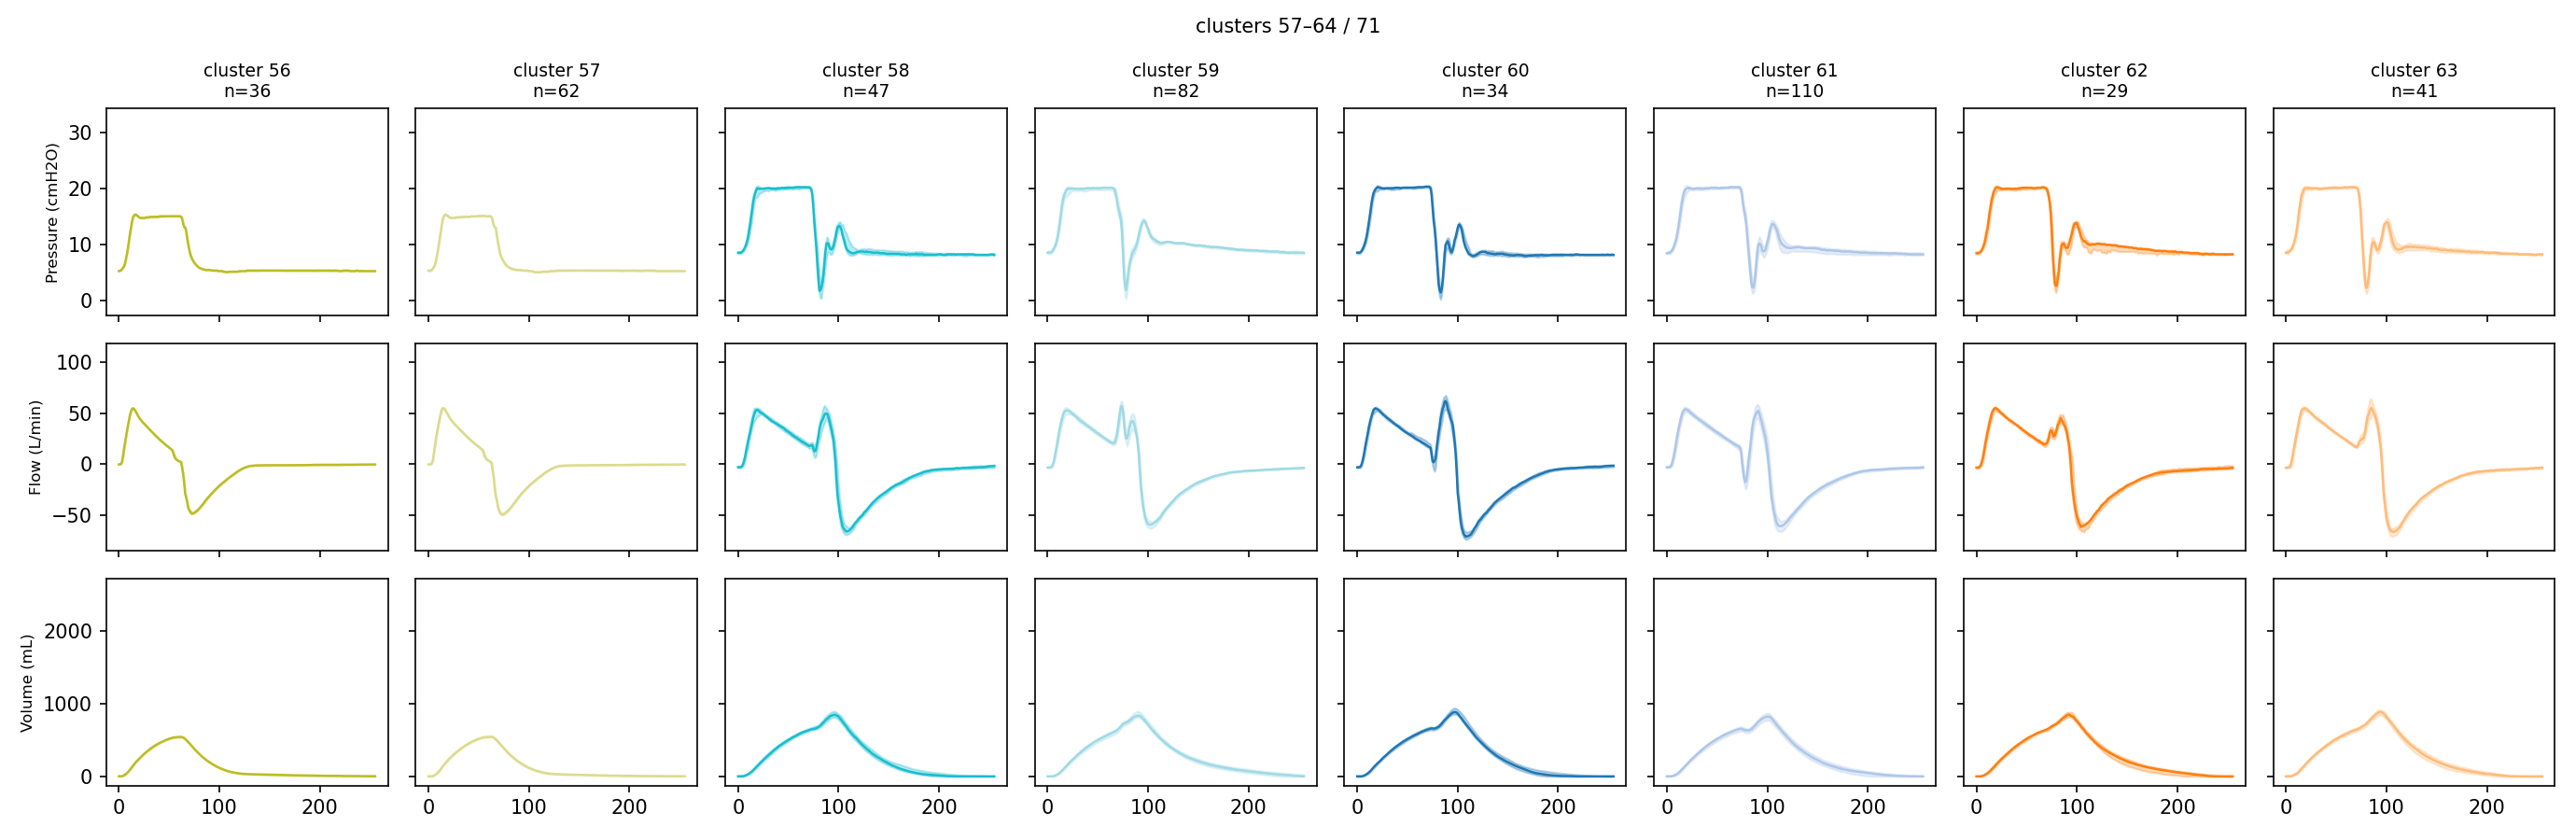 clusters 57–64 / 71
cluster 56
n=36
cluster 57
n=62
cluster 58
n=47
cluster 59
n=82
cluster 60
n=34
cluster 61
n=110
cluster 62
n=29
cluster 63
n=41
Pressure (cmH2O)
30
20
10
0
Flow (L/min)
100
50
0
−50
Volume (mL)
2000
1000
0
0 100 200
0 100 200
0 100 200
0 100 200
0 100 200
0 100 200
0 100 200
0 100 200